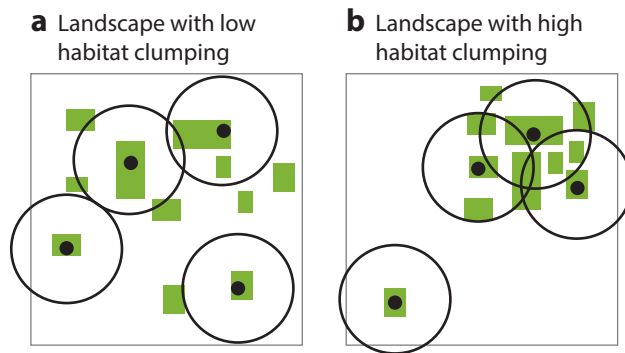 a Landscape with low
habitat clumping
b Landscape with high
habitat clumping